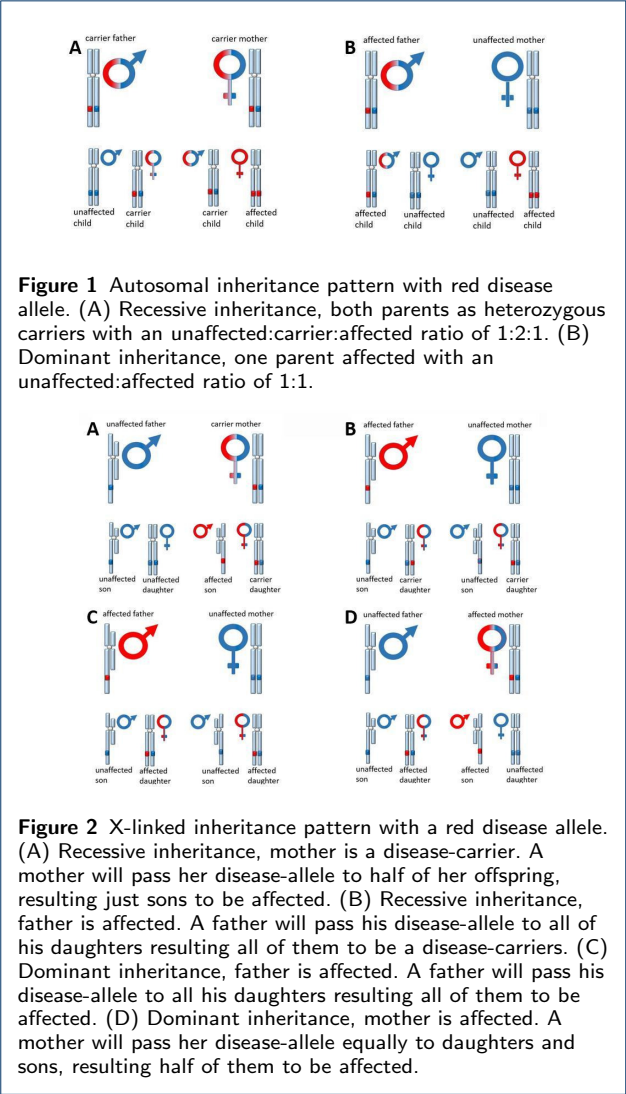 A
carrier father
carrier mother
unaffected child
carrier child
carrier child
affected child
B
affected father
unaffected mother
affected child
unaffected child
unaffected child
affected child
Figure 1 Autosomal inheritance pattern with red disease
allele. (A) Recessive inheritance, both parents as heterozygous
carriers with an unaffected:carrier:affected ratio of 1:2:1. (B)
Dominant inheritance, one parent affected with an
unaffected:affected ratio of 1:1.
A
unaffected father
carrier mother
unaffected son
unaffected daughter
affected son
carrier daughter
B
affected father
unaffected mother
unaffected son
carrier daughter
unaffected son
carrier daughter
C
affected father
unaffected mother
unaffected son
affected daughter
unaffected son
affected daughter
D
unaffected father
affected mother
unaffected son
affected daughter
affected son
unaffected daughter
Figure 2 X-linked inheritance pattern with a red disease allele.
(A) Recessive inheritance, mother is a disease-carrier. A
mother will pass her disease-allele to half of her offspring,
resulting just sons to be affected. (B) Recessive inheritance,
father is affected. A father will pass his disease-allele to all of
his daughters resulting all of them to be a disease-carriers. (C)
Dominant inheritance, father is affected. A father will pass his
disease-allele to all his daughters resulting all of them to be
affected. (D) Dominant inheritance, mother is affected. A
mother will pass her disease-allele equally to daughters and
sons, resulting half of them to be affected.